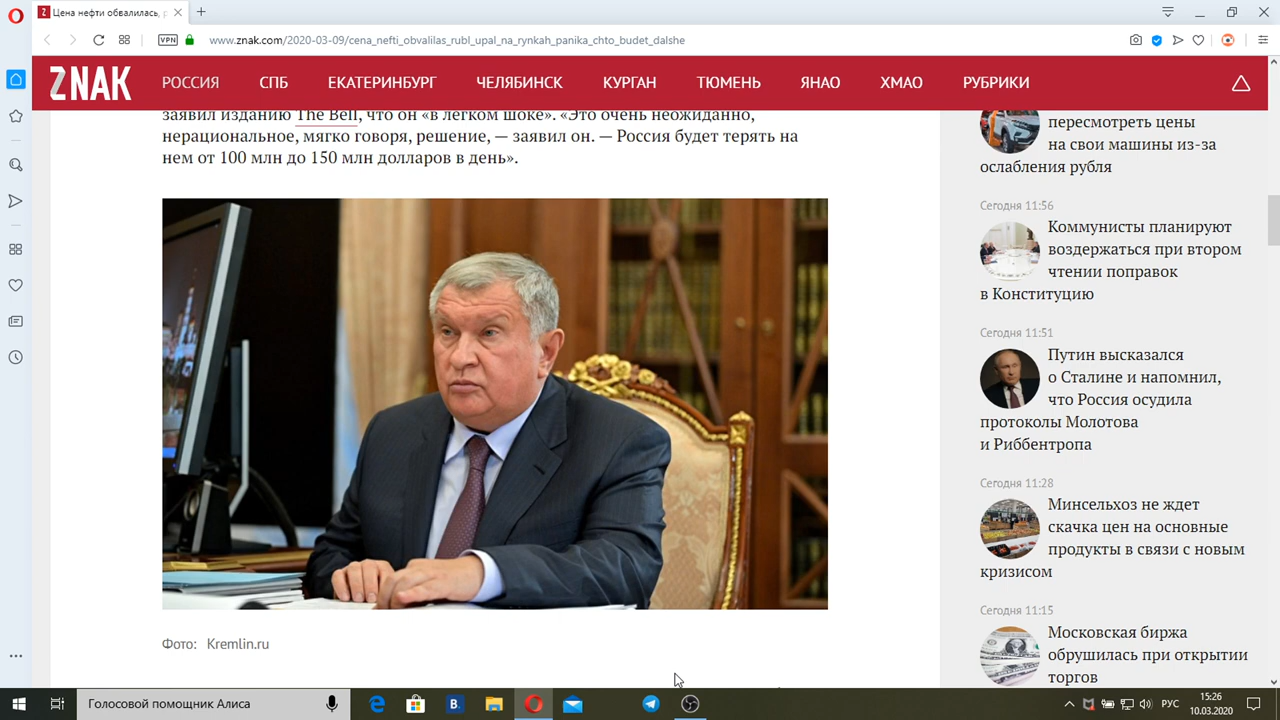 Цена нефти обвалилась, р
VPN
www.znak.com/2020-03-09/cena_nefti_obvalilas_rubl_upal_na_rynkah_panika_chto_budet_dalshe
ZNAK
РОССИЯ СПБ ЕКАТЕРИНБУРГ ЧЕЛЯБИНСК КУРГАН ТЮМЕНЬ ЯНАО ХМАО РУБРИКИ
заявил изданию The Bell, что он «в легком шоке». «Это очень неожиданно,
нерациональное, мягко говоря, решение, — заявил он. — Россия будет терять на
нем от 100 млн до 150 млн долларов в день».
Фото: Kremlin.ru
пересмотреть цены
на свои машины из-за
ослабления рубля
Сегодня 11:56
Коммунисты планируют
воздержаться при втором
чтении поправок
в Конституцию
Сегодня 11:51
Путин высказался
о Сталине и напомнил,
что Россия осудила
протоколы Молотова
и Риббентропа
Сегодня 11:28
Минсельхоз не ждет
скачка цен на основные
продукты в связи с новым
кризисом
Сегодня 11:15
Московская биржа
обрушилась при открытии
торгов
Голосовой помощник Алиса
B.
РУС
15:26
10.03.2020